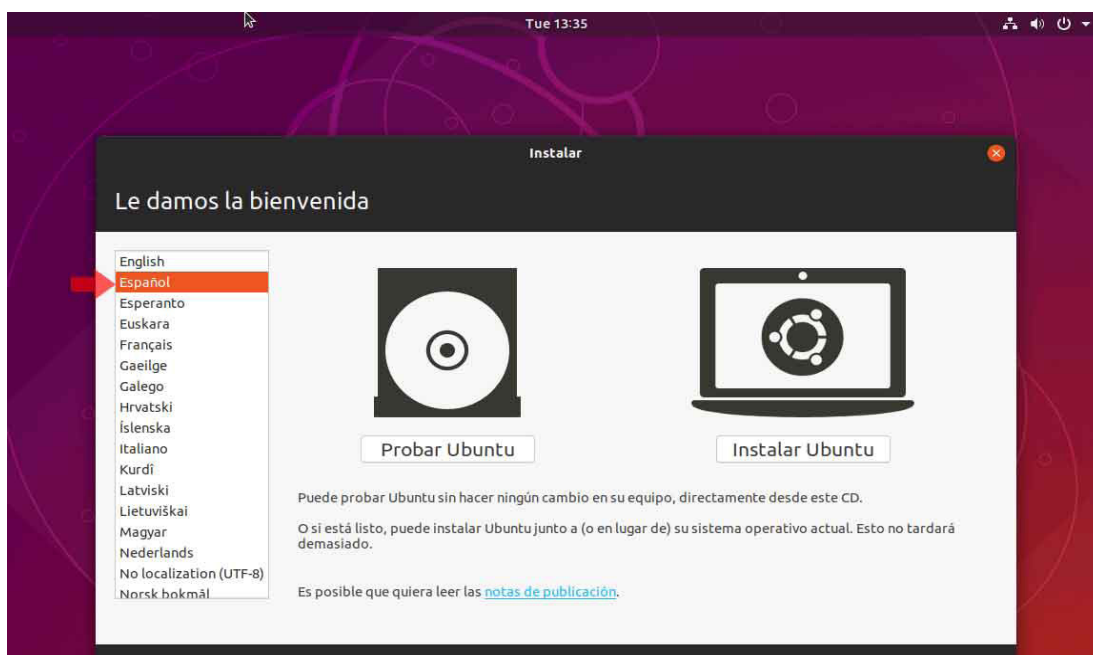 Tue 13:35
Instalar
Le damos la bienvenida
English
Español
Esperanto
Euskara
Français
Gaeilge
Galego
Hrvatski
Íslenska
Italiano
Kurdî
Latviski
Lietuviškai
Magyar
Nederlands
No localization (UTF-8)
Norsk bokmål
Probar Ubuntu
Instalar Ubuntu
Puede probar Ubuntu sin hacer ningún cambio en su equipo, directamente desde este CD.
O si está listo, puede instalar Ubuntu junto a (o en lugar de) su sistema operativo actual. Esto no tardará
demasiado.
Es posible que quiera leer las notas de publicación.